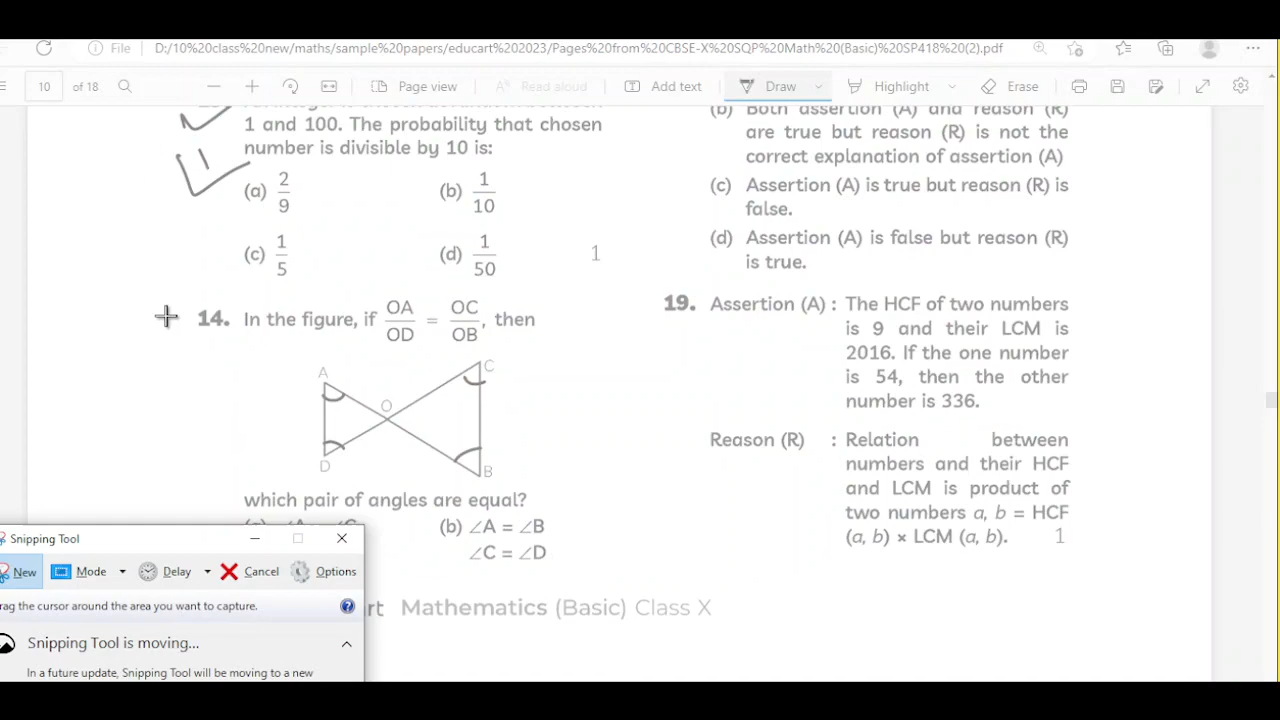 File D:/10%20class%20new/maths/sample%20papers/educart%202023/Pages%20from%20CBSE-X%20SQP%20Math%20(Basic)%20SP418%20(2).pdf
10 of 18 Page view Read aloud Add text Draw Highlight Erase
1 and 100. The probability that chosen
number is divisible by 10 is:
(a) 2/9 (b) 1/10
(c) 1/5 (d) 1/50 1
14. In the figure, if OA/OD = OC/OB, then
A
C
O
D
B
which pair of angles are equal?
(b) ∠A = ∠B
∠C = ∠D
Mathematics (Basic) Class X
(b) Both assertion (A) and reason (R)
are true but reason (R) is not the
correct explanation of assertion (A)
(c) Assertion (A) is true but reason (R) is
false.
(d) Assertion (A) is false but reason (R)
is true.
19. Assertion (A) : The HCF of two numbers
is 9 and their LCM is
2016. If the one number
is 54, then the other
number is 336.
Reason (R) : Relation between
numbers and their HCF
and LCM is product of
two numbers a, b = HCF
(a, b) × LCM (a, b). 1
Snipping Tool
New Mode Delay Cancel Options
rag the cursor around the area you want to capture.
Snipping Tool is moving...
In a future update, Snipping Tool will be moving to a new